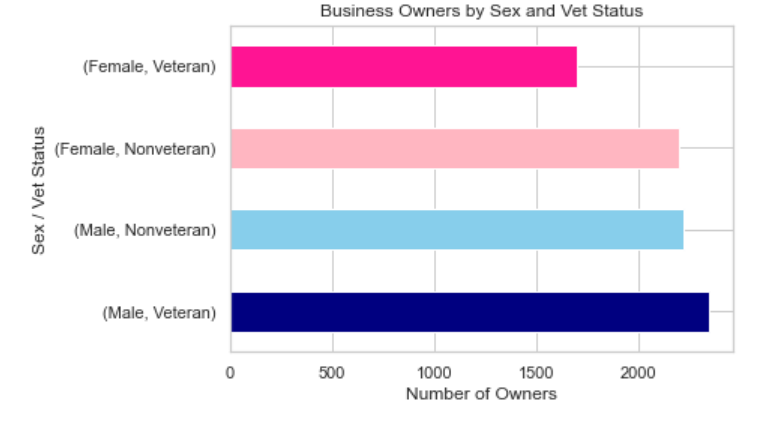 Business Owners by Sex and Vet Status
(Female, Veteran)
(Female, Nonveteran)
(Male, Nonveteran)
(Male, Veteran)
Sex / Vet Status
0 500 1000 1500 2000
Number of Owners